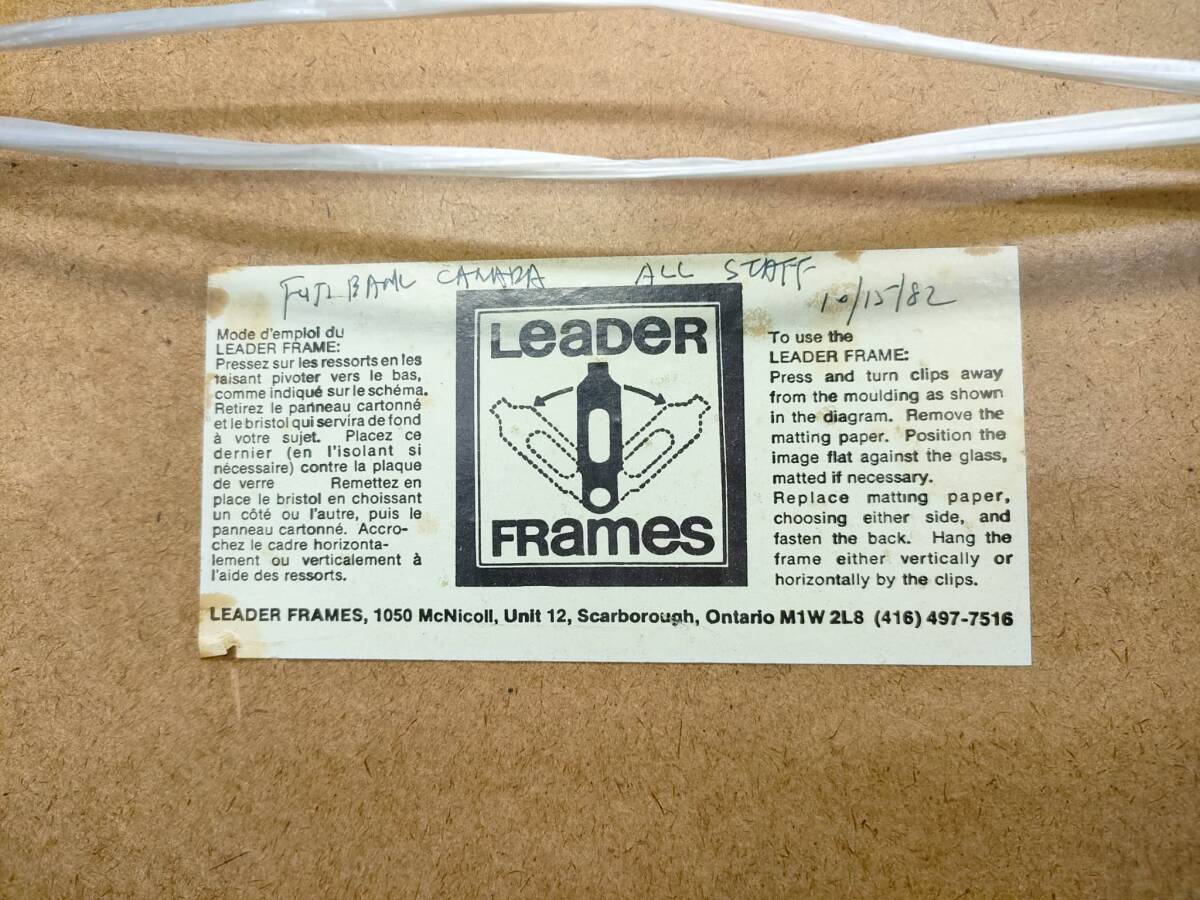 FUJI BANK CANADA ALL STAFF
10/15/82
Mode d'emploi du
LEADER FRAME:
Pressez sur les ressorts en les
faisant pivoter vers le bas,
comme indiqué sur le schéma.
Retirez le panneau cartonné
et le bristol qui servira de fond
à votre sujet. Placez ce
dernier (en l'isolant si
nécessaire) contre la plaque
de verre Remettez en
place le bristol en choissant
un côté ou l'autre, puis le
panneau cartonné. Accro-
chez le cadre horizonta-
lement ou verticalement à
l'aide des ressorts.
LEADER
FRAMES
To use the
LEADER FRAME:
Press and turn clips away
from the moulding as shown
in the diagram. Remove the
matting paper. Position the
image flat against the glass,
matted if necessary.
Replace matting paper,
choosing either side, and
fasten the back. Hang the
frame either vertically or
horizontally by the clips.
LEADER FRAMES, 1050 McNicoll, Unit 12, Scarborough, Ontario M1W 2L8 (416) 497-7516